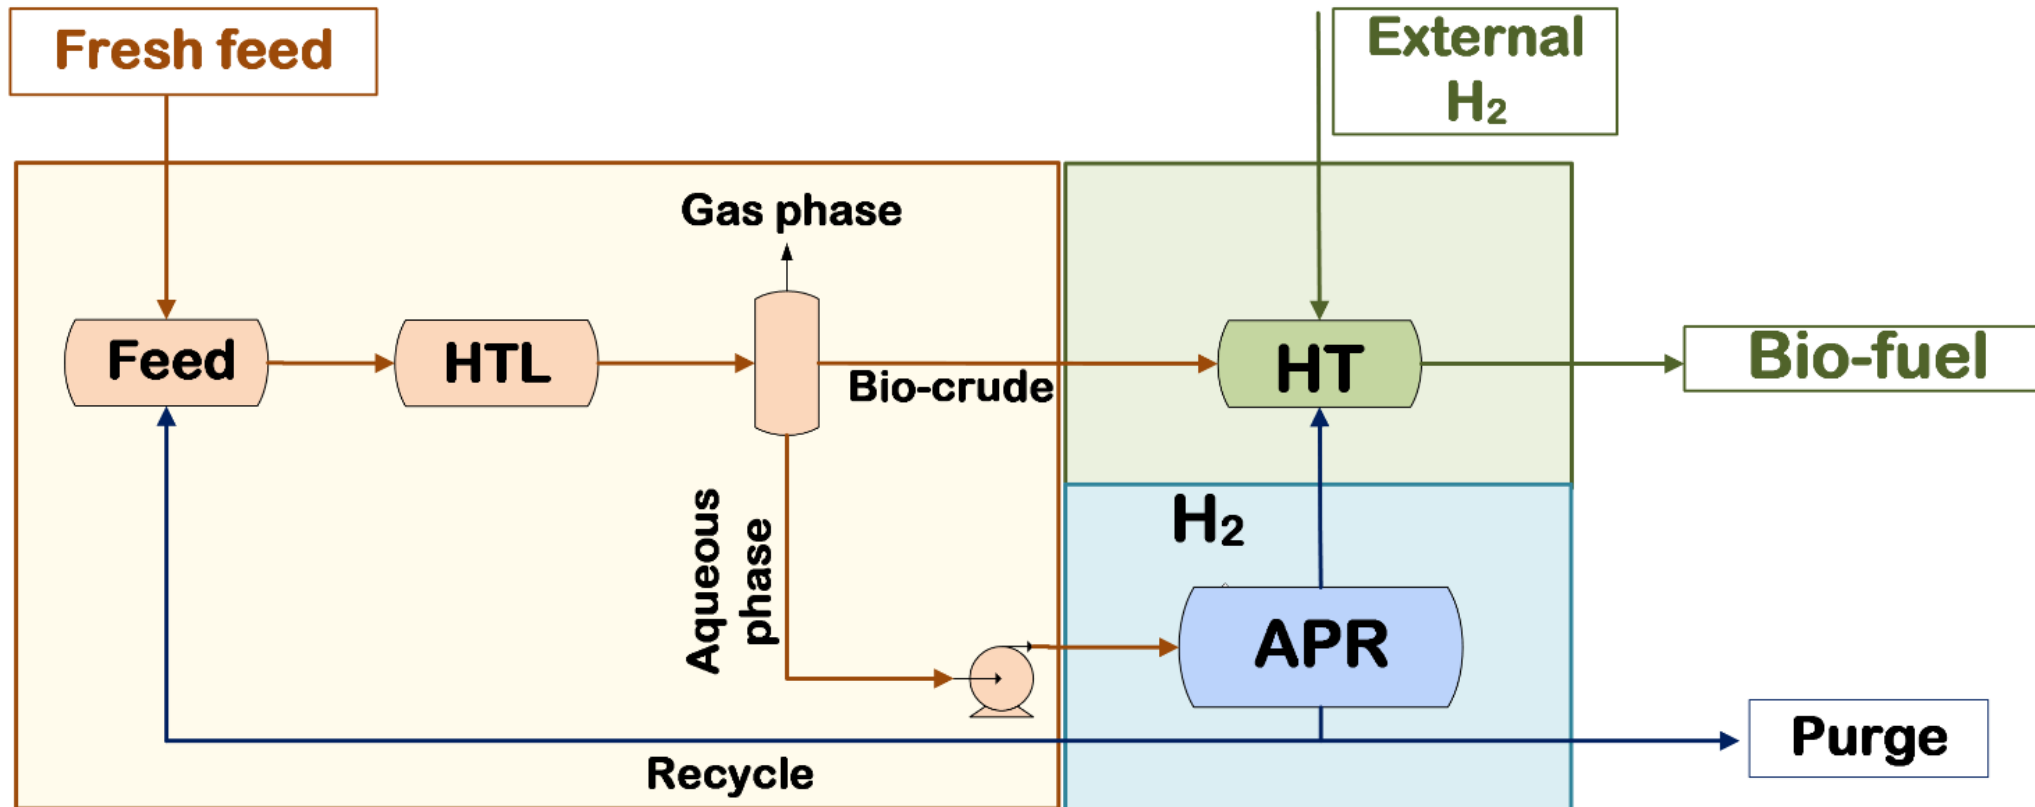 Fresh feed
External
H₂
Gas phase
Feed
HTL
Bio-crude
HT
Bio-fuel
Aqueous
phase
H₂
APR
Recycle
Purge